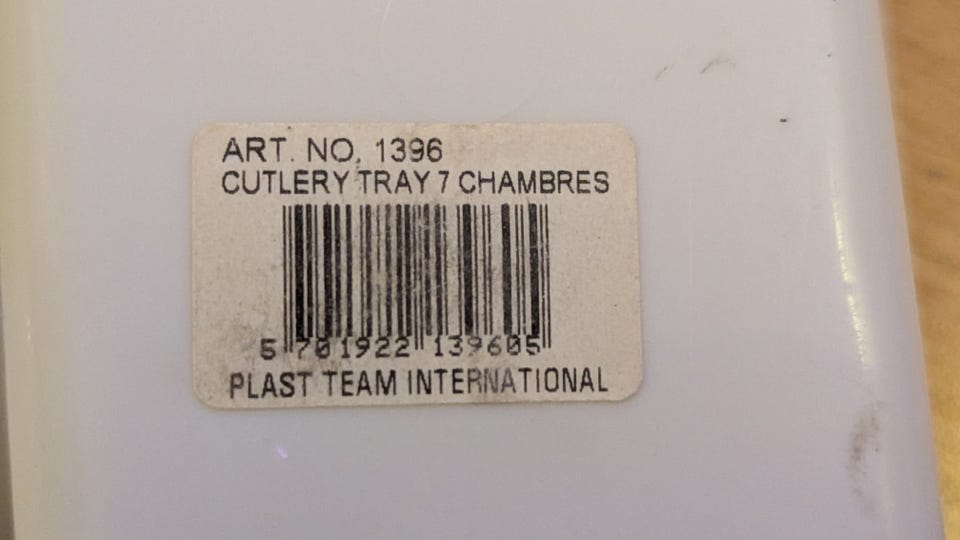 ART. NO. 1396
CUTLERY TRAY 7 CHAMBRES
5 701922 139605
PLAST TEAM INTERNATIONAL